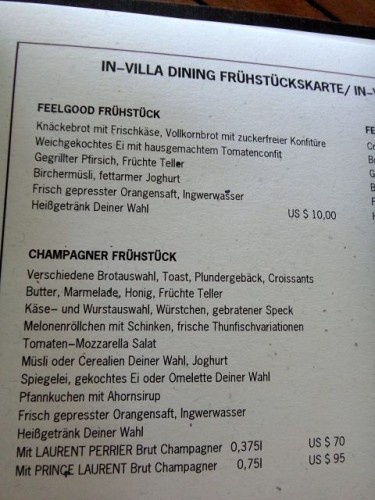 IN-VILLA DINING FRÜHSTÜCKSKARTE/ IN-
FEELGOOD FRÜHSTÜCK
Knäckebrot mit Frischkäse, Vollkornbrot mit zuckerfreier Konfitüre
Weichgekochtes Ei mit hausgemachtem Tomatenconfit
Gegrillter Pfirsich, Früchte Teller
Birchermüsli, fettarmer Joghurt
Frisch gepresster Orangensaft, Ingwerwasser
Heißgetränk Deiner Wahl US $ 10,00
CHAMPAGNER FRÜHSTÜCK
Verschiedene Brotauswahl, Toast, Plundergebäck, Croissants
Butter, Marmelade, Honig, Früchte Teller
Käse- und Wurstauswahl, Würstchen, gebratener Speck
Melonenröllchen mit Schinken, frische Thunfischvariationen
Tomaten-Mozzarella Salat
Müsli oder Cerealien Deiner Wahl, Joghurt
Spiegelei, gekochtes Ei oder Omelette Deiner Wahl
Pfannkuchen mit Ahornsirup
Frisch gepresster Orangensaft, Ingwerwasser
Heißgetränk Deiner Wahl
Mit LAURENT PERRIER Brut Champagner 0,375l US $ 70
Mit PRINCE LAURENT Brut Champagner 0,75l US $ 95